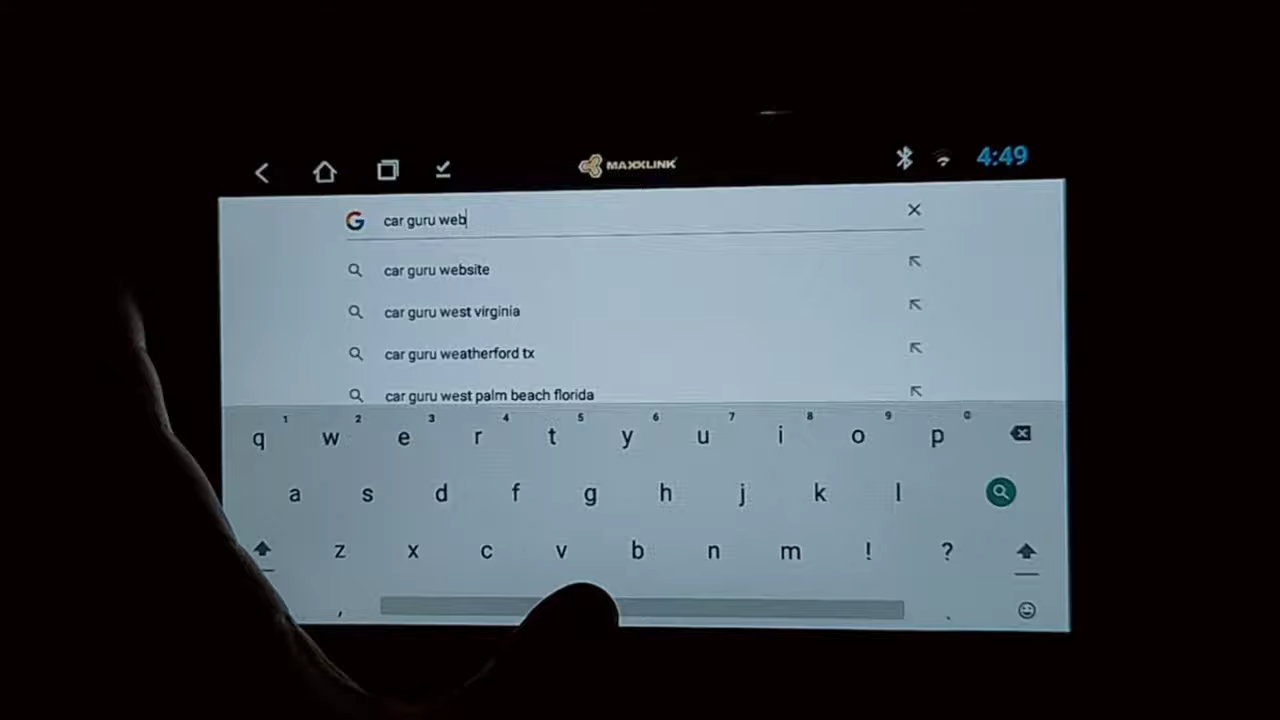 MAXXLINK
4:49
car guru web
car guru website
car guru west virginia
car guru weatherford tx
car guru west palm beach florida
1 2 3 4 5 6 7 8 9 @
q w e r t y u i o p
a s d f g h j k l
z x c v b n m ! ?
, .